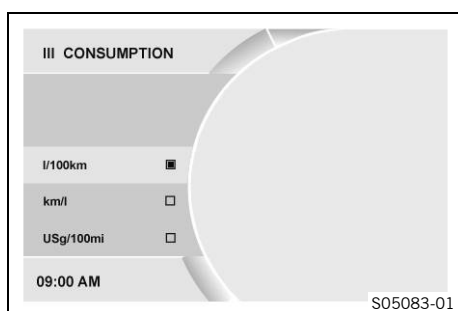 III CONSUMPTION
l/100km
km/l
USg/100mi
09:00 AM
S05083-01